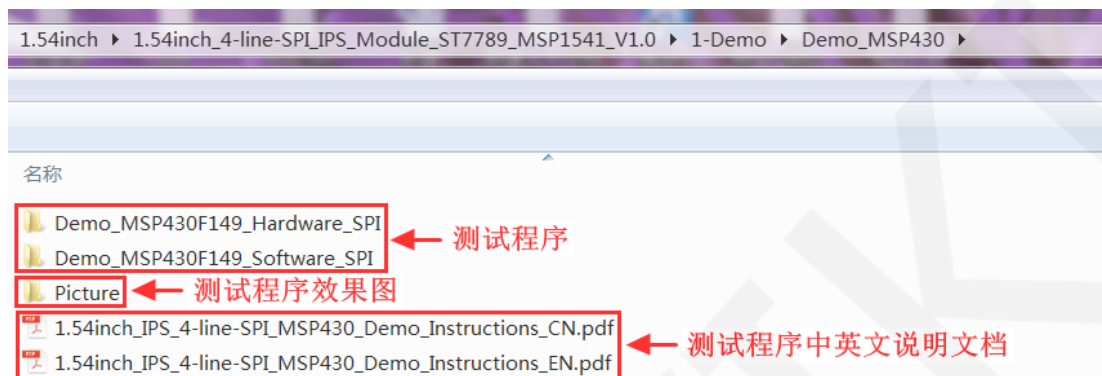 1.54inch ▸ 1.54inch_4-line-SPI_IPS_Module_ST7789_MSP1541_V1.0 ▸ 1-Demo ▸ Demo_MSP430 ▸
名称
Demo_MSP430F149_Hardware_SPI
测试程序
Demo_MSP430F149_Software_SPI
Picture 测试程序效果图
1.54inch_IPS_4-line-SPI_MSP430_Demo_Instructions_CN.pdf
测试程序中英文说明文档
1.54inch_IPS_4-line-SPI_MSP430_Demo_Instructions_EN.pdf